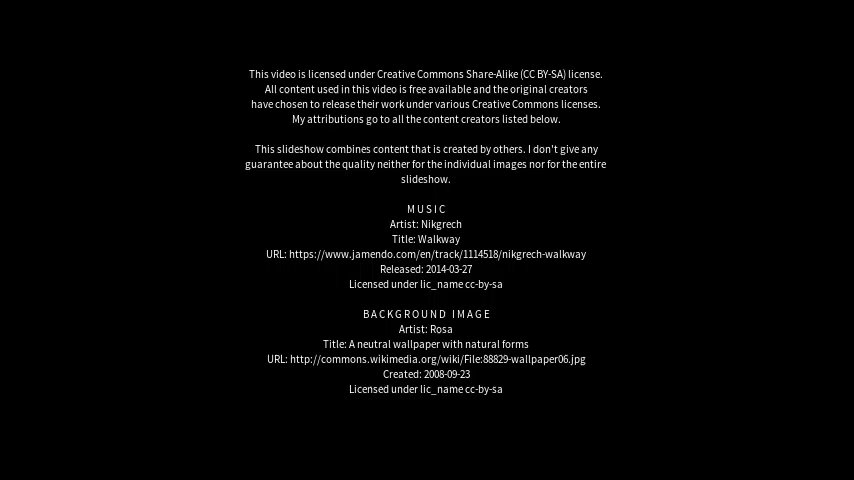 This video is licensed under Creative Commons Share-Alike (CC BY-SA) license.
All content used in this video is free available and the original creators
have chosen to release their work under various Creative Commons licenses.
My attributions go to all the content creators listed below.
This slideshow combines content that is created by others. I don't give any
guarantee about the quality neither for the individual images nor for the entire
slideshow.
MUSIC
Artist: Nikgrech
Title: Walkway
URL: https://www.jamendo.com/en/track/1114518/nikgrech-walkway
Released: 2014-03-27
Licensed under lic_name cc-by-sa
BACKGROUND IMAGE
Artist: Rosa
Title: A neutral wallpaper with natural forms
URL: http://commons.wikimedia.org/wiki/File:88829-wallpaper06.jpg
Created: 2008-09-23
Licensed under lic_name cc-by-sa